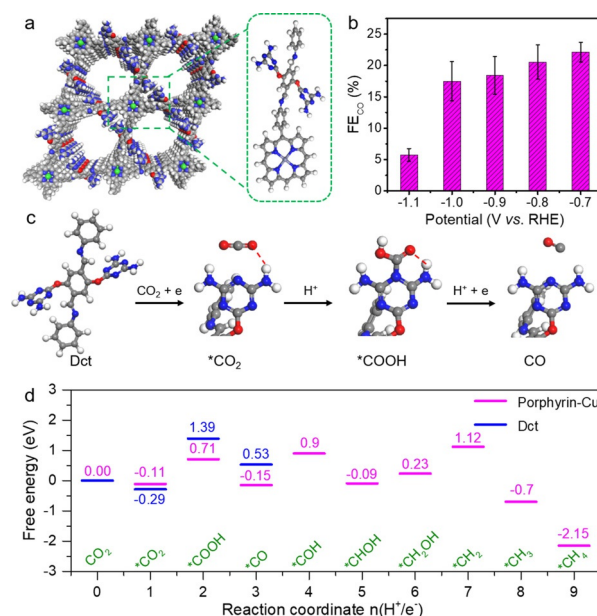 a
b
FE_CO (%)
25
20
15
10
5
0
-1.1 -1.0 -0.9 -0.8 -0.7
Potential (V vs. RHE)
c
CO₂ + e
H⁺
H⁺ + e
Dct
*CO₂
*COOH
CO
d
Free energy (eV)
3
2
1
0
-1
-2
-3
Porphyrin-Cu
Dct
0.00
-0.11
-0.29
1.39
0.71
0.53
-0.15
0.9
-0.09
0.23
1.12
-0.7
-2.15
CO₂ *CO₂ *COOH *CO *COH *CHOH *CH₂OH *CH₂ *CH₃ *CH₄
0 1 2 3 4 5 6 7 8 9
Reaction coordinate n(H⁺/e⁻)